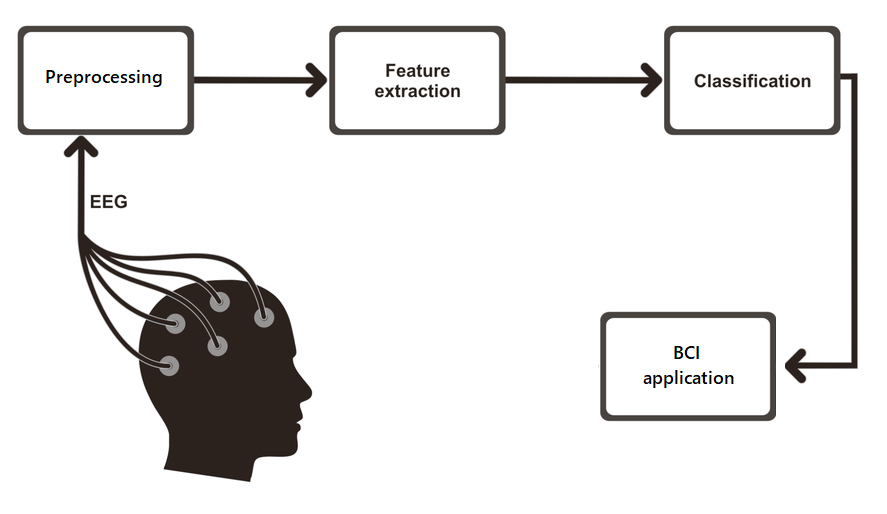 Preprocessing
Feature
extraction
Classification
EEG
BCI
application